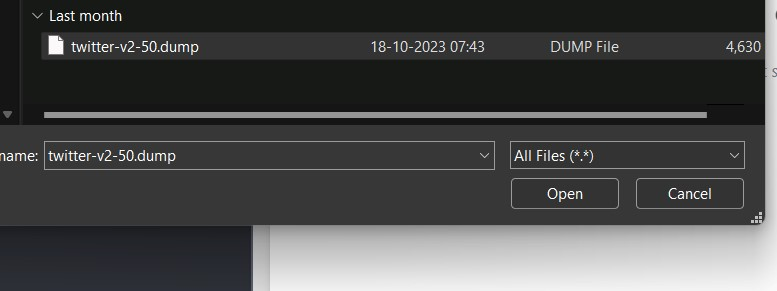 Last month
twitter-v2-50.dump 18-10-2023 07:43 DUMP File 4,630
name: twitter-v2-50.dump All Files (*.*)
Open Cancel